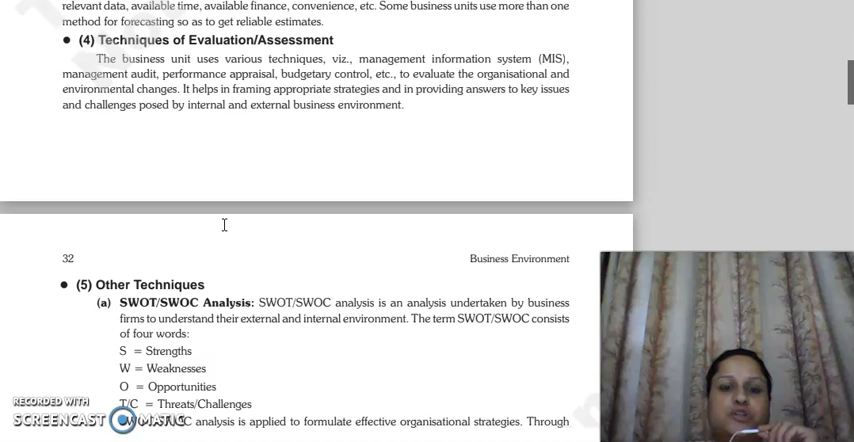 relevant data, available time, available finance, convenience, etc. Some business units use more than one
method for forecasting so as to get reliable estimates.
• (4) Techniques of Evaluation/Assessment
The business unit uses various techniques, viz., management information system (MIS),
management audit, performance appraisal, budgetary control, etc., to evaluate the organisational and
environmental changes. It helps in framing appropriate strategies and in providing answers to key issues
and challenges posed by internal and external business environment.
32 Business Environment
• (5) Other Techniques
(a) SWOT/SWOC Analysis: SWOT/SWOC analysis is an analysis undertaken by business
firms to understand their external and internal environment. The term SWOT/SWOC consists
of four words:
S = Strengths
W = Weaknesses
O = Opportunities
T/C = Threats/Challenges
analysis is applied to formulate effective organisational strategies. Through
RECORDED WITH
SCREENCAST MATIC